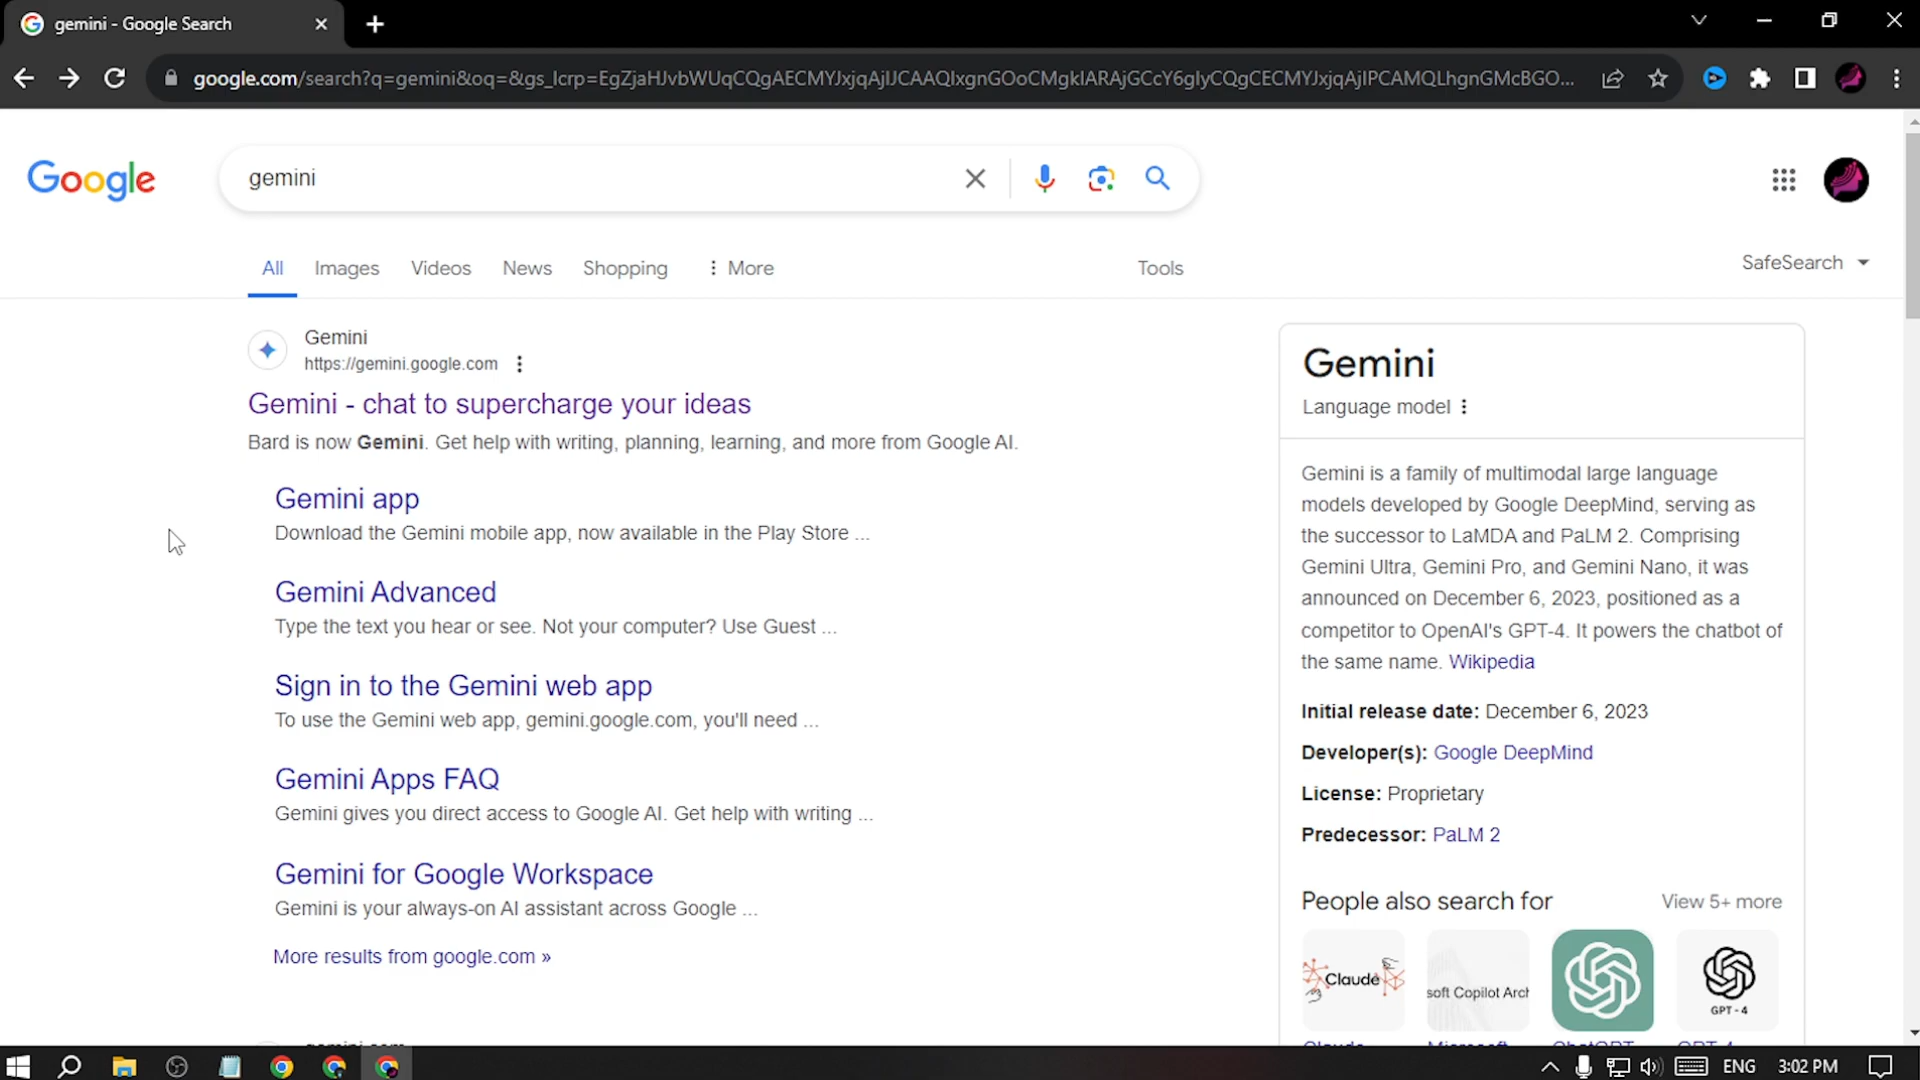 gemini - Google Search
google.com/search?q=gemini&oq=&gs_lcrp=EgZjaHJvbWUqCQgAECMYJxjqAjIJCAAQIxgnGOoCMgkIARAjGCcY6gIyCQgCECMYJxjqAjIPCAMQLhgnGMcBGO...
Google
gemini
All Images Videos News Shopping More Tools SafeSearch
Gemini
https://gemini.google.com
Gemini - chat to supercharge your ideas
Bard is now Gemini. Get help with writing, planning, learning, and more from Google AI.
Gemini app
Download the Gemini mobile app, now available in the Play Store ...
Gemini Advanced
Type the text you hear or see. Not your computer? Use Guest ...
Sign in to the Gemini web app
To use the Gemini web app, gemini.google.com, you'll need ...
Gemini Apps FAQ
Gemini gives you direct access to Google AI. Get help with writing ...
Gemini for Google Workspace
Gemini is your always-on AI assistant across Google ...
More results from google.com »
Gemini
Language model
Gemini is a family of multimodal large language
models developed by Google DeepMind, serving as
the successor to LaMDA and PaLM 2. Comprising
Gemini Ultra, Gemini Pro, and Gemini Nano, it was
announced on December 6, 2023, positioned as a
competitor to OpenAI's GPT-4. It powers the chatbot of
the same name. Wikipedia
Initial release date: December 6, 2023
Developer(s): Google DeepMind
License: Proprietary
Predecessor: PaLM 2
People also search for View 5+ more
Claude
soft Copilot Arch
GPT-4
ENG 3:02 PM